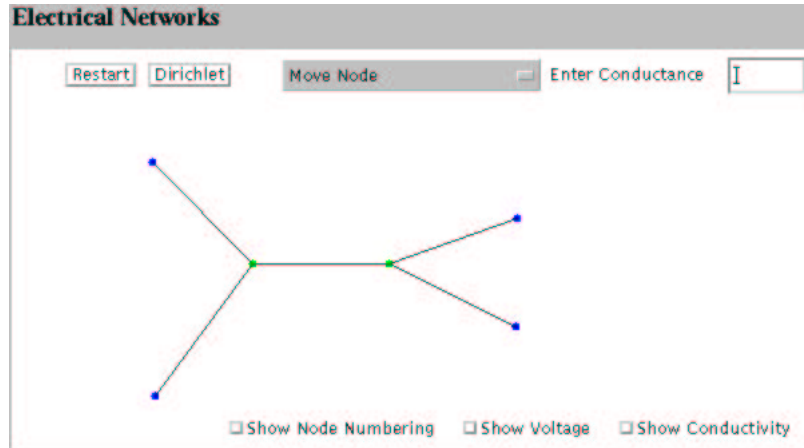 Electrical Networks
Restart Dirichlet Move Node Enter Conductance
Show Node Numbering Show Voltage Show Conductivity